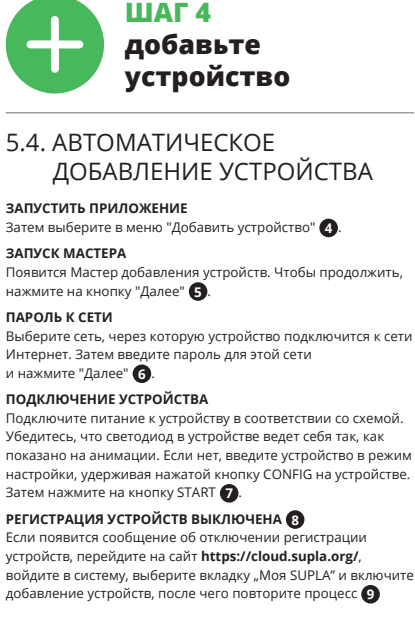 ШАГ 4
добавьте
устройство
5.4. АВТОМАТИЧЕСКОЕ
ДОБАВЛЕНИЕ УСТРОЙСТВА
ЗАПУСТИТЬ ПРИЛОЖЕНИЕ
Затем выберите в меню "Добавить устройство" 4.
ЗАПУСК МАСТЕРА
Появится Мастер добавления устройств. Чтобы продолжить,
нажмите на кнопку "Далее" 5.
ПАРОЛЬ К СЕТИ
Выберите сеть, через которую устройство подключится к сети
Интернет. Затем введите пароль для этой сети
и нажмите "Далее" 6.
ПОДКЛЮЧЕНИЕ УСТРОЙСТВА
Подключите питание к устройству в соответствии со схемой.
Убедитесь, что светодиод в устройстве ведет себя так, как
показано на анимации. Если нет, введите устройство в режим
настройки, удерживая нажатой кнопку CONFIG на устройстве.
Затем нажмите на кнопку START 7.
РЕГИСТРАЦИЯ УСТРОЙСТВ ВЫКЛЮЧЕНА 8
Если появится сообщение об отключении регистрации
устройств, перейдите на сайт https://cloud.supla.org/,
войдите в систему, выберите вкладку „Моя SUPLA" и включите
добавление устройств, после чего повторите процесс 9